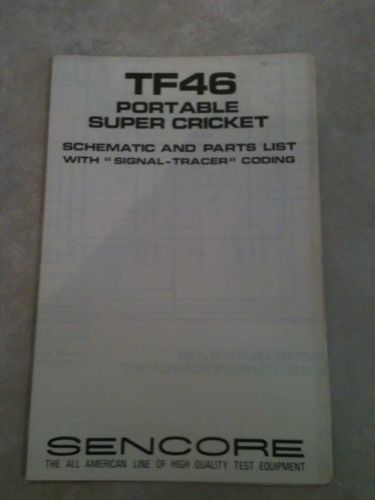 TF46
PORTABLE
SUPER CRICKET
SCHEMATIC AND PARTS LIST
WITH "SIGNAL-TRACER" CODING
SENCORE
THE ALL AMERICAN LINE OF HIGH QUALITY TEST EQUIPMENT